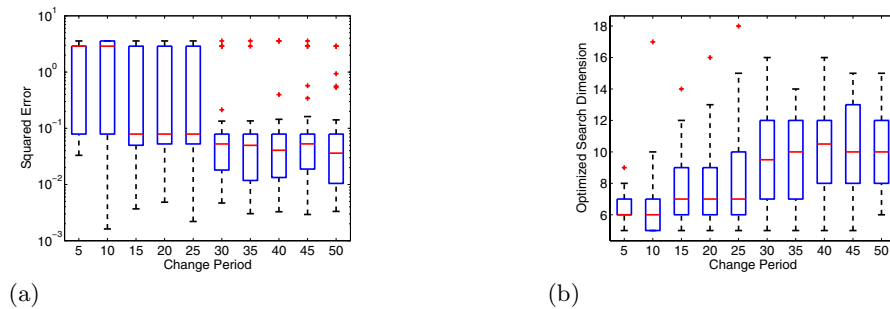 10^1
10^0
10^-1
10^-2
10^-3
Squared Error
5 10 15 20 25 30 35 40 45 50
Change Period
(a)
18
16
14
12
10
8
6
Optimized Search Dimension
5 10 15 20 25 30 35 40 45 50
Change Period
(b)